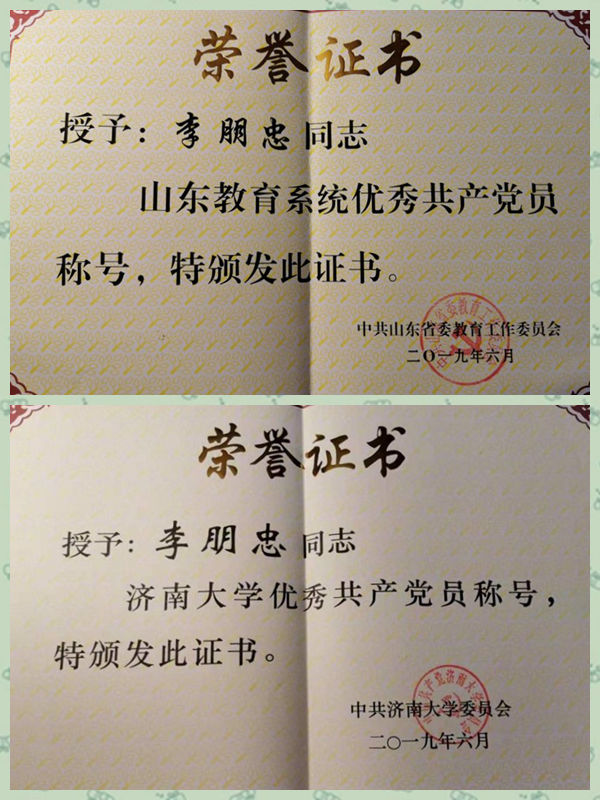 荣誉证书
授予：李朋忠同志
山东教育系统优秀共产党员
称号，特颁发此证书。
中共山东省委教育工作委员会
二〇一九年六月
荣誉证书
授予：李朋忠同志
济南大学优秀共产党员称号，
特颁发此证书。
中共济南大学委员会
二〇一九年六月